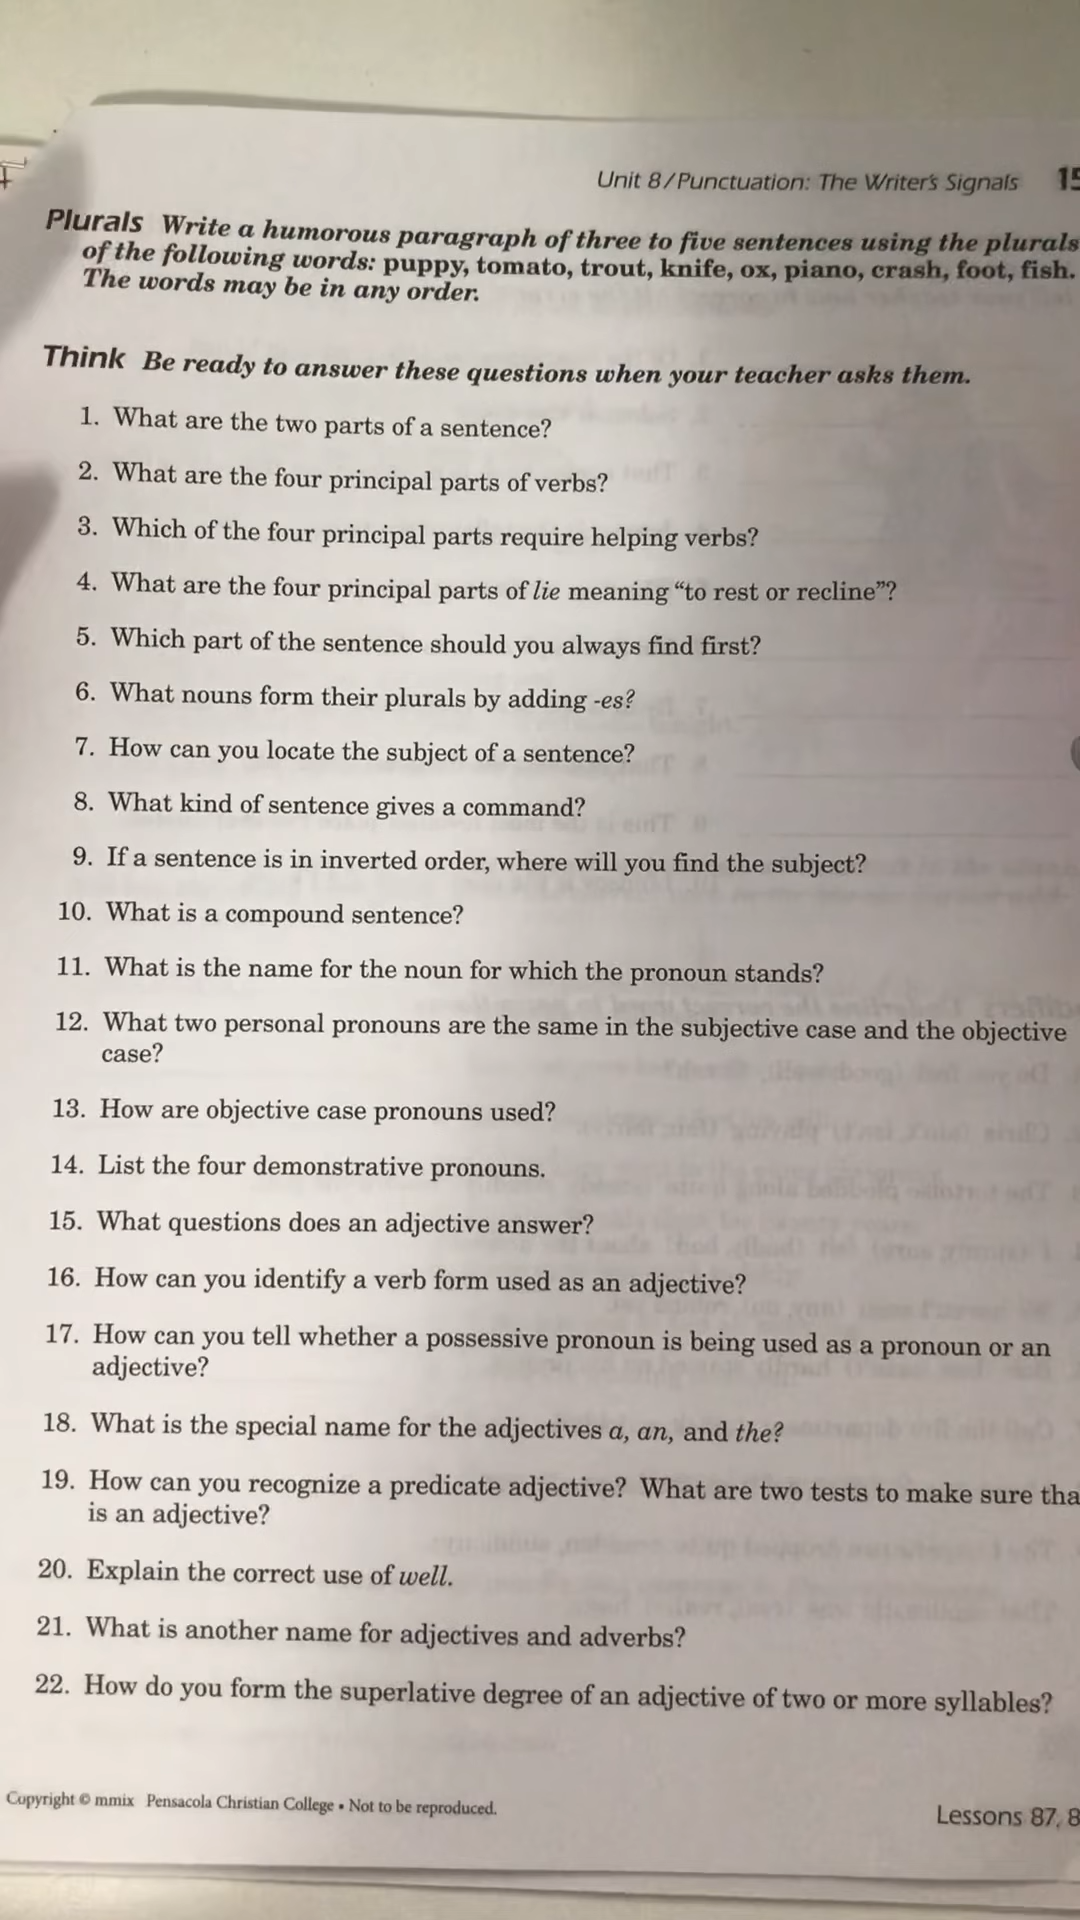 Unit 8/Punctuation: The Writer's Signals
Plurals Write a humorous paragraph of three to five sentences using the plurals
of the following words: puppy, tomato, trout, knife, ox, piano, crash, foot, fish.
The words may be in any order.
Think Be ready to answer these questions when your teacher asks them.
1. What are the two parts of a sentence?
2. What are the four principal parts of verbs?
3. Which of the four principal parts require helping verbs?
4. What are the four principal parts of lie meaning “to rest or recline”?
5. Which part of the sentence should you always find first?
6. What nouns form their plurals by adding -es?
7. How can you locate the subject of a sentence?
8. What kind of sentence gives a command?
9. If a sentence is in inverted order, where will you find the subject?
10. What is a compound sentence?
11. What is the name for the noun for which the pronoun stands?
12. What two personal pronouns are the same in the subjective case and the objective
case?
13. How are objective case pronouns used?
14. List the four demonstrative pronouns.
15. What questions does an adjective answer?
16. How can you identify a verb form used as an adjective?
17. How can you tell whether a possessive pronoun is being used as a pronoun or an
adjective?
18. What is the special name for the adjectives a, an, and the?
19. How can you recognize a predicate adjective? What are two tests to make sure tha
is an adjective?
20. Explain the correct use of well.
21. What is another name for adjectives and adverbs?
22. How do you form the superlative degree of an adjective of two or more syllables?
Copyright © mmix Pensacola Christian College • Not to be reproduced.
Lessons 87, 8